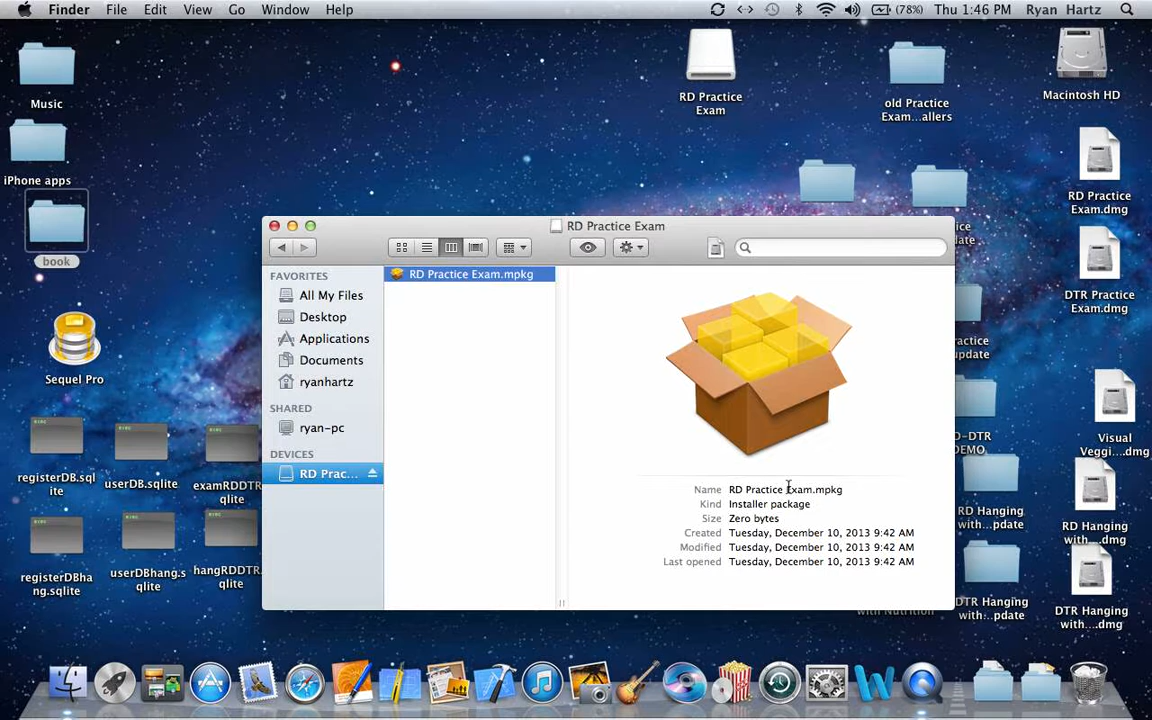 Finder File Edit View Go Window Help (78%) Thu 1:46 PM Ryan Hartz
Music
iPhone apps
book
Sequel Pro
registerDB.sql
ite
userDB.sqlite
examRDDTR.
sqlite
registerDBha
ng.sqlite
userDBhang.s
qlite
hangRDDTR.
sqlite
RD Practice
Exam
old Practice
Exam...allers
Macintosh HD
RD Practice
Exam.dmg
DTR Practice
Exam.dmg
Visual
Veggi....dmg
RD Hanging
with....dmg
DTR Hanging
with....dmg
DEMO
RD Hanging
with...pdate
DTR Hanging
with...pdate
with Nutrition
RD Practice Exam
FAVORITES
All My Files
Desktop
Applications
Documents
ryanhartz
SHARED
ryan-pc
DEVICES
RD Prac...
RD Practice Exam.mpkg
Name RD Practice Exam.mpkg
Kind Installer package
Size Zero bytes
Created Tuesday, December 10, 2013 9:42 AM
Modified Tuesday, December 10, 2013 9:42 AM
Last opened Tuesday, December 10, 2013 9:42 AM